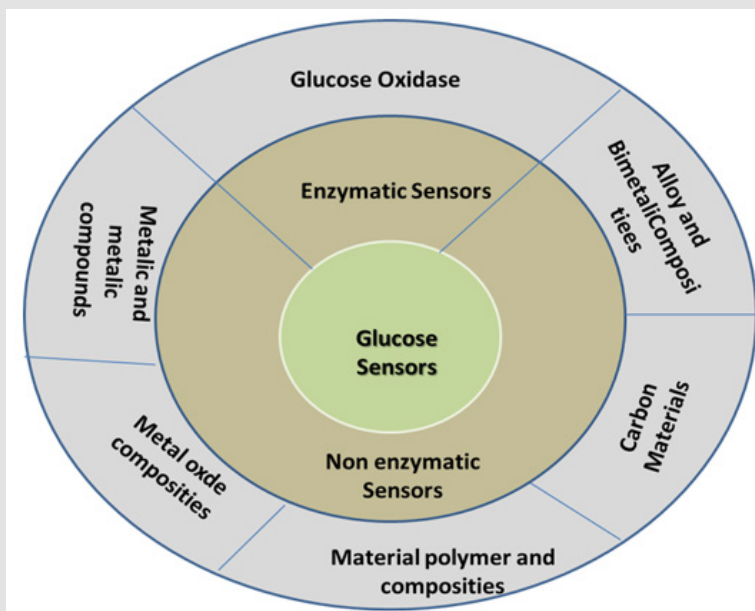 Glucose Oxidase
Enzymatic Sensors
Alloy and
BimetaliComposi
tiees
Metalic and
metalic
compounds
Glucose
Sensors
Carbon
Materials
Metal oxde
composities
Non enzymatic
Sensors
Material polymer and
composities